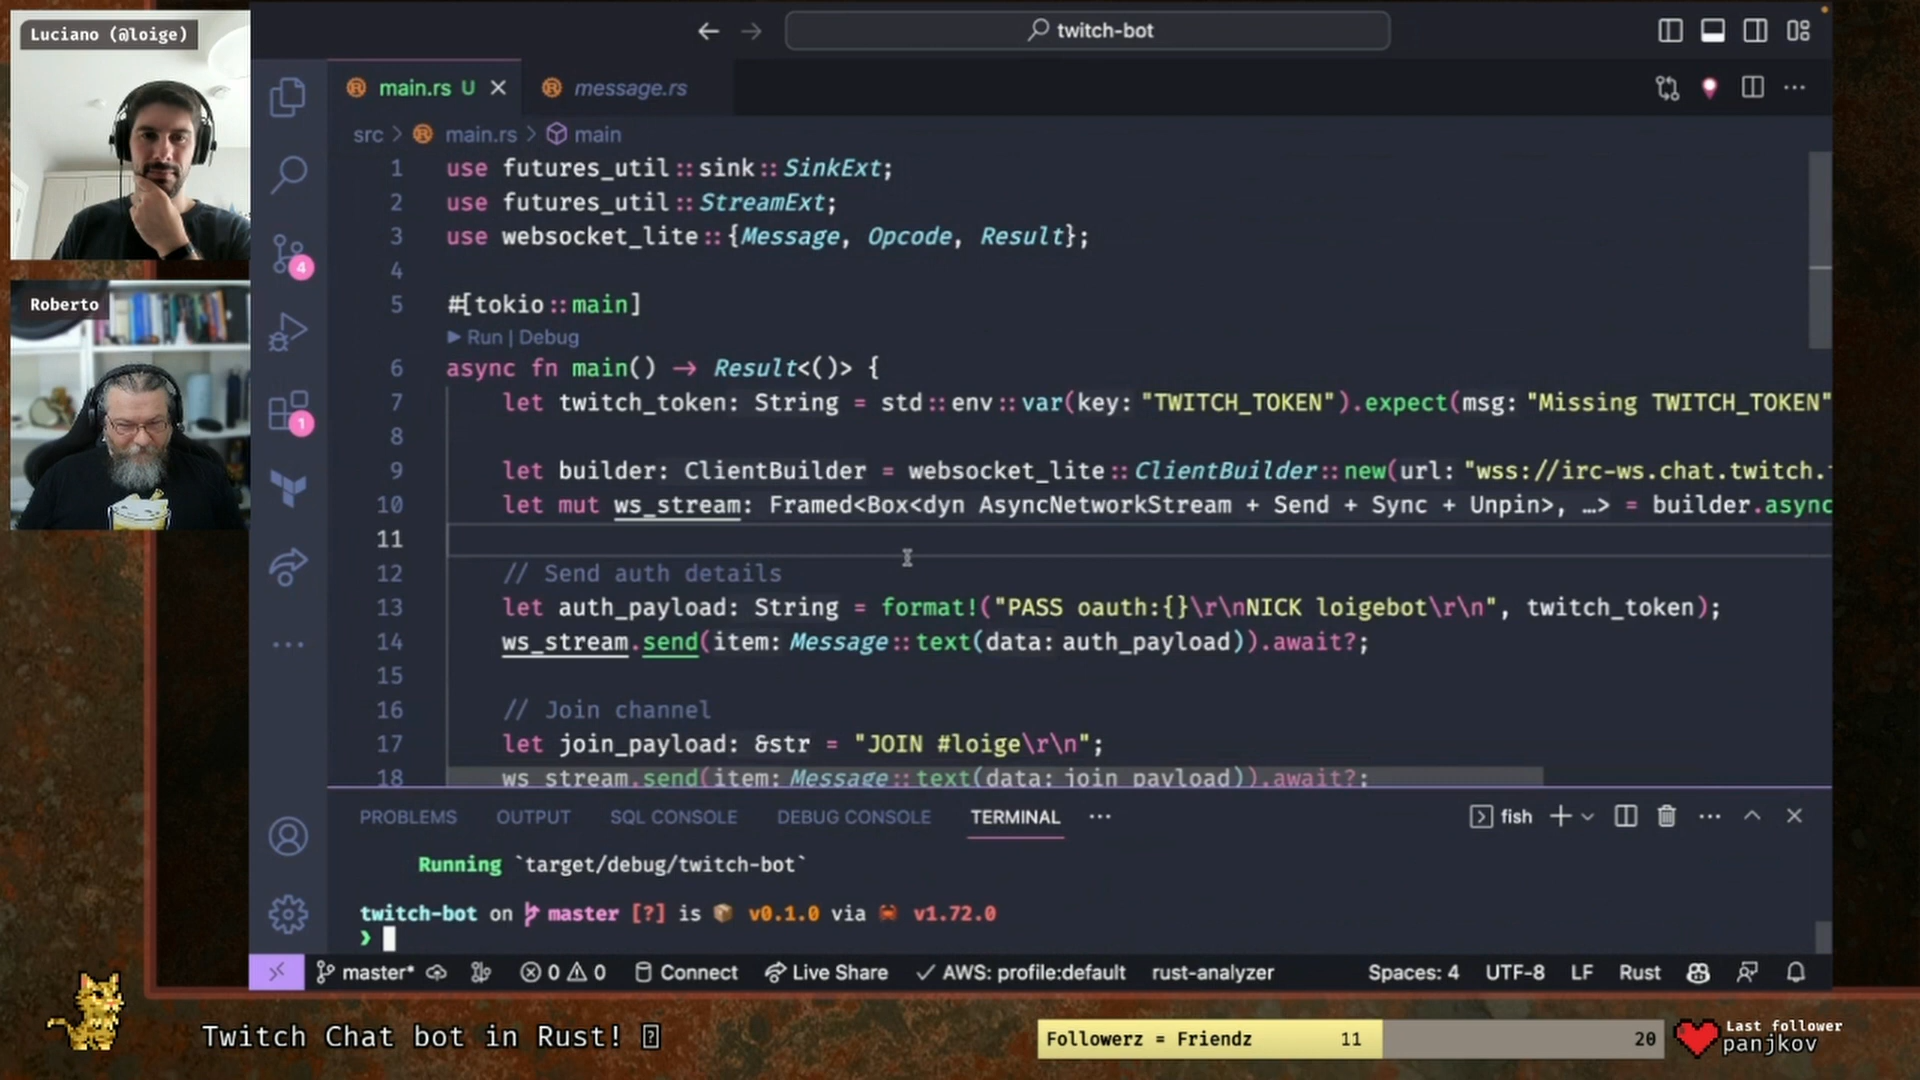 Luciano (@loige)
Roberto
twitch-bot
main.rs U
message.rs
src > main.rs > main
1 use futures_util::sink::SinkExt;
2 use futures_util::StreamExt;
3 use websocket_lite::{Message, Opcode, Result};
4
5 #[tokio::main]
▶ Run | Debug
6 async fn main() → Result<()> {
7 let twitch_token: String = std::env::var(key: "TWITCH_TOKEN").expect(msg: "Missing TWITCH_TOKEN"
8
9 let builder: ClientBuilder = websocket_lite::ClientBuilder::new(url: "wss://irc-ws.chat.twitch.
10 let mut ws_stream: Framed<Box<dyn AsyncNetworkStream + Send + Sync + Unpin>, …> = builder.async
11
12 // Send auth details
13 let auth_payload: String = format!("PASS oauth:{}\r\nNICK loigebot\r\n", twitch_token);
14 ws_stream.send(item: Message::text(data: auth_payload)).await?;
15
16 // Join channel
17 let join_payload: &str = "JOIN #loige\r\n";
18 ws_stream.send(item: Message::text(data: join_payload)).await?;
4
1
PROBLEMS OUTPUT SQL CONSOLE DEBUG CONSOLE TERMINAL ··· fish
Running `target/debug/twitch-bot`
twitch-bot on master [?] is v0.1.0 via v1.72.0
❯
master* 0 0 Connect Live Share AWS: profile:default rust-analyzer Spaces: 4 UTF-8 LF Rust
Twitch Chat bot in Rust!
Followerz = Friendz 11 20
Last follower
panjkov